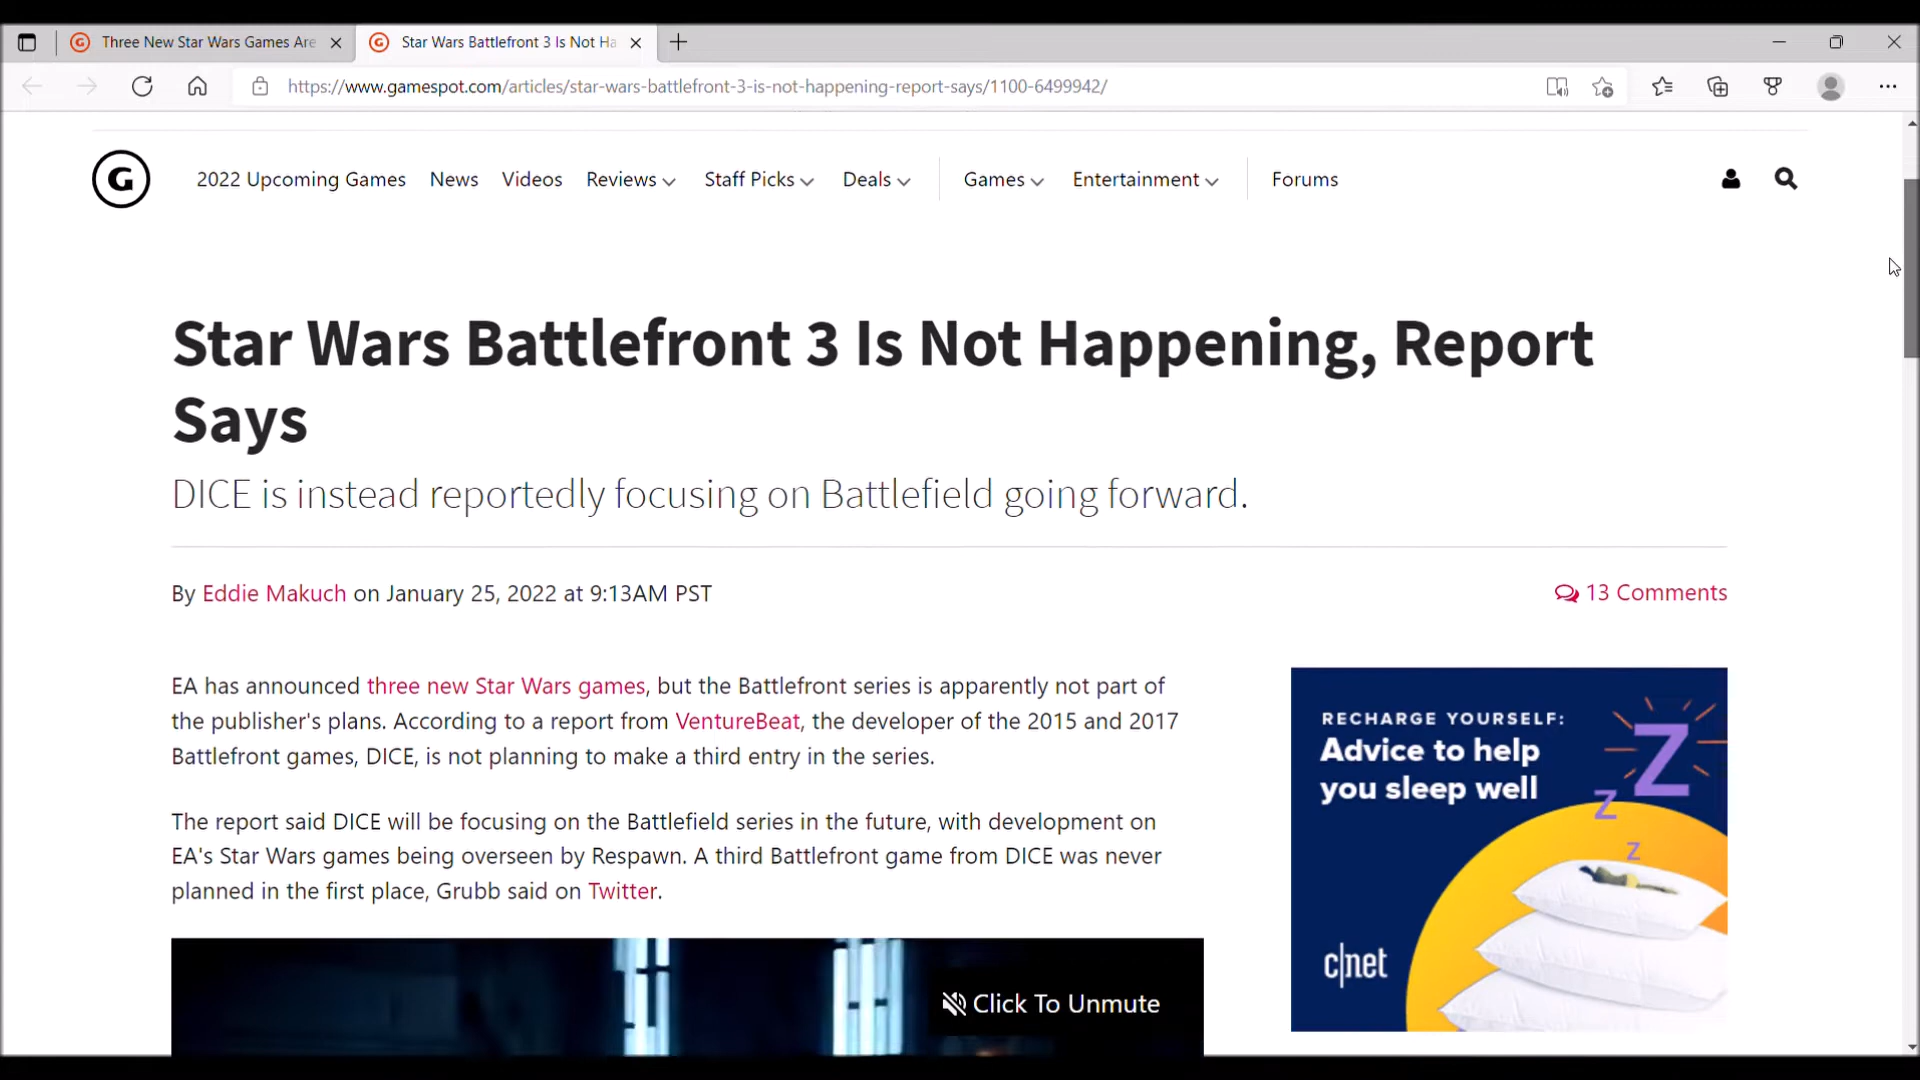 Three New Star Wars Games Are
Star Wars Battlefront 3 Is Not Ha
https://www.gamespot.com/articles/star-wars-battlefront-3-is-not-happening-report-says/1100-6499942/
G
2022 Upcoming Games News Videos Reviews Staff Picks Deals Games Entertainment Forums
Star Wars Battlefront 3 Is Not Happening, Report
Says
DICE is instead reportedly focusing on Battlefield going forward.
By Eddie Makuch on January 25, 2022 at 9:13AM PST
13 Comments
EA has announced three new Star Wars games, but the Battlefront series is apparently not part of
the publisher's plans. According to a report from VentureBeat, the developer of the 2015 and 2017
Battlefront games, DICE, is not planning to make a third entry in the series.
The report said DICE will be focusing on the Battlefield series in the future, with development on
EA's Star Wars games being overseen by Respawn. A third Battlefront game from DICE was never
planned in the first place, Grubb said on Twitter.
Click To Unmute
RECHARGE YOURSELF:
Advice to help
you sleep well
Z
Z
Z
c|net